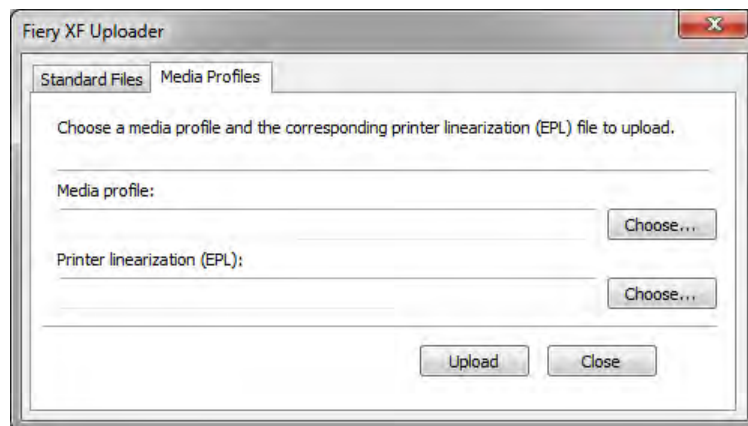 Fiery XF Uploader
Standard Files
Media Profiles
Choose a media profile and the corresponding printer linearization (EPL) file to upload.
Media profile:
Choose...
Printer linearization (EPL):
Choose...
Upload
Close